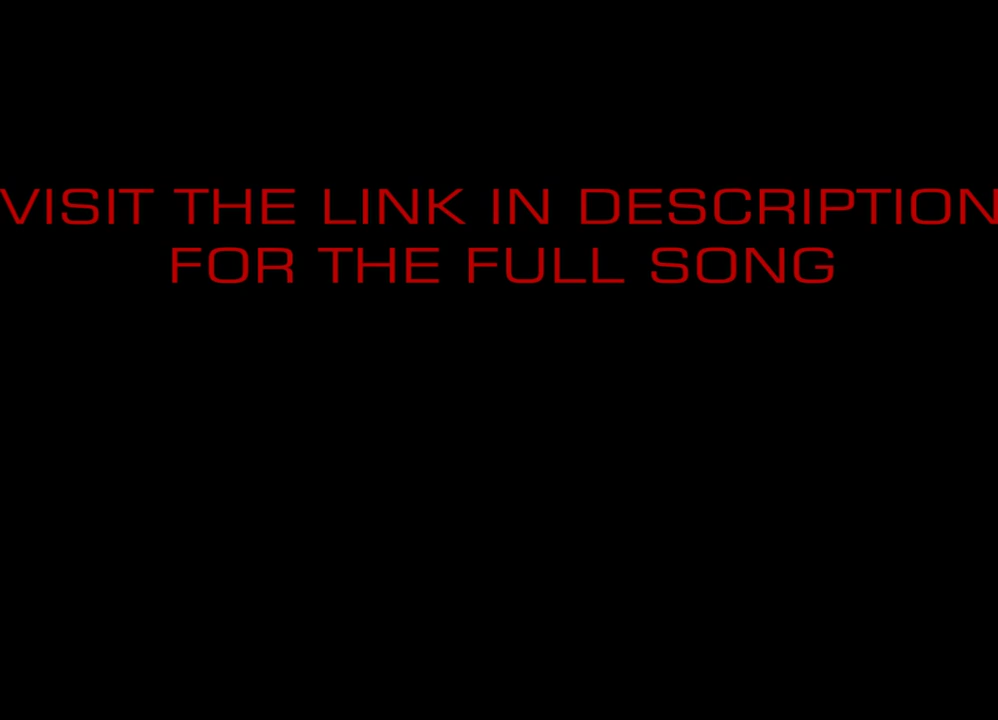 VISIT THE LINK IN DESCRIPTION
FOR THE FULL SONG